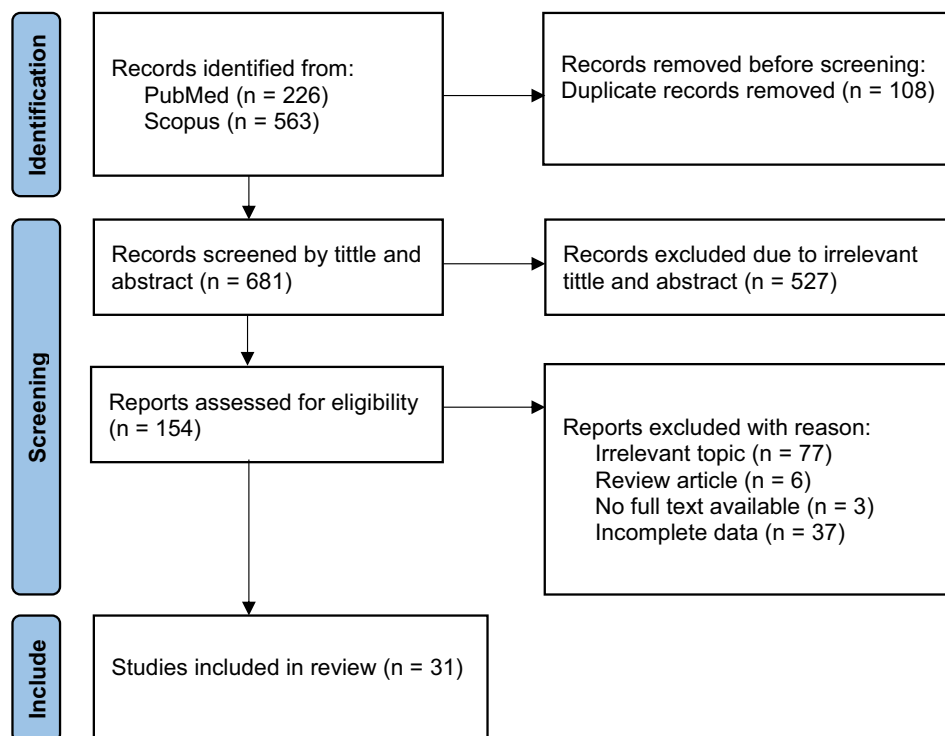 Identification
Records identified from:
PubMed (n = 226)
Scopus (n = 563)
Records removed before screening:
Duplicate records removed (n = 108)
Screening
Records screened by tittle and
abstract (n = 681)
Records excluded due to irrelevant
tittle and abstract (n = 527)
Reports assessed for eligibility
(n = 154)
Reports excluded with reason:
Irrelevant topic (n = 77)
Review article (n = 6)
No full text available (n = 3)
Incomplete data (n = 37)
Include
Studies included in review (n = 31)